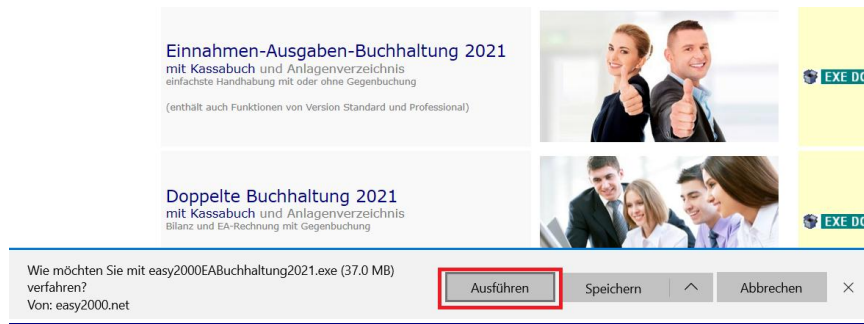 Einnahmen-Ausgaben-Buchhaltung 2021
mit Kassabuch und Anlagenverzeichnis
einfachste Handhabung mit oder ohne Gegenbuchung
(enthält auch Funktionen von Version Standard und Professional)
EXE DO
Doppelte Buchhaltung 2021
mit Kassabuch und Anlagenverzeichnis
Bilanz und EA-Rechnung mit Gegenbuchung
EXE DO
Wie möchten Sie mit easy2000EABuchhaltung2021.exe (37.0 MB)
verfahren?
Von: easy2000.net
Ausführen
Speichern
Abbrechen